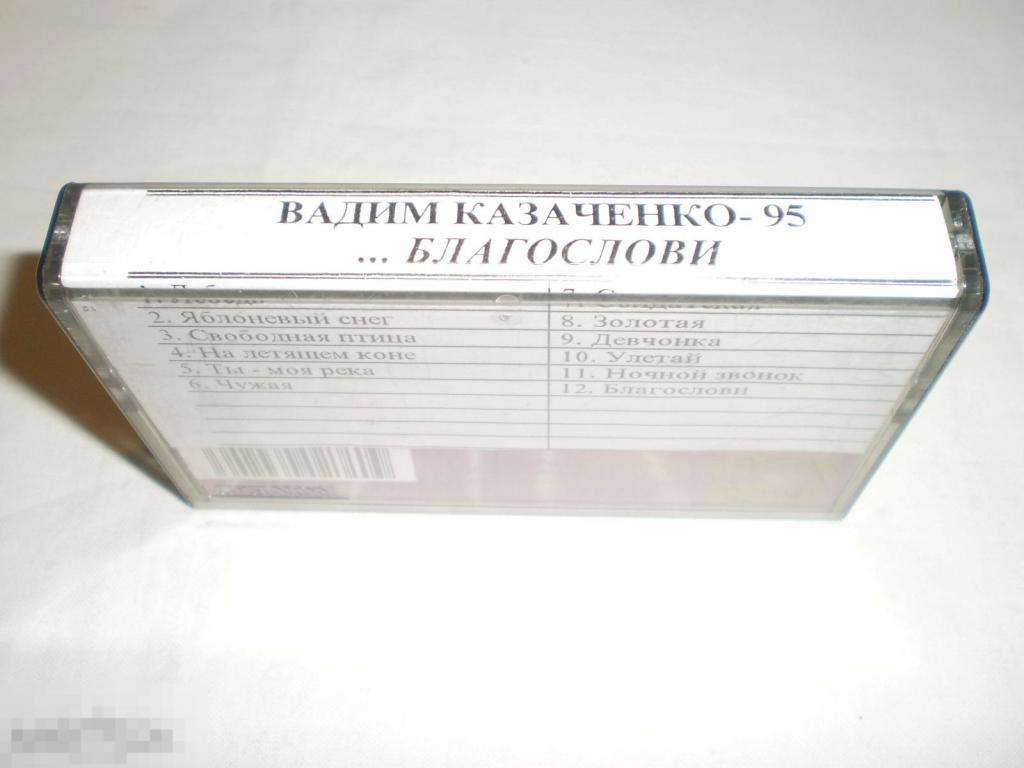 ВАДИМ КАЗАЧЕНКО- 95
... БЛАГОСЛОВИ
2. Яблоневый снег
3. Свободная птица
4. На летящем коне
5. Ты - моя река
6. Чужая
8. Золотая
9. Девчонка
10. Улетай
11. Ночной звонок
12. Благослови